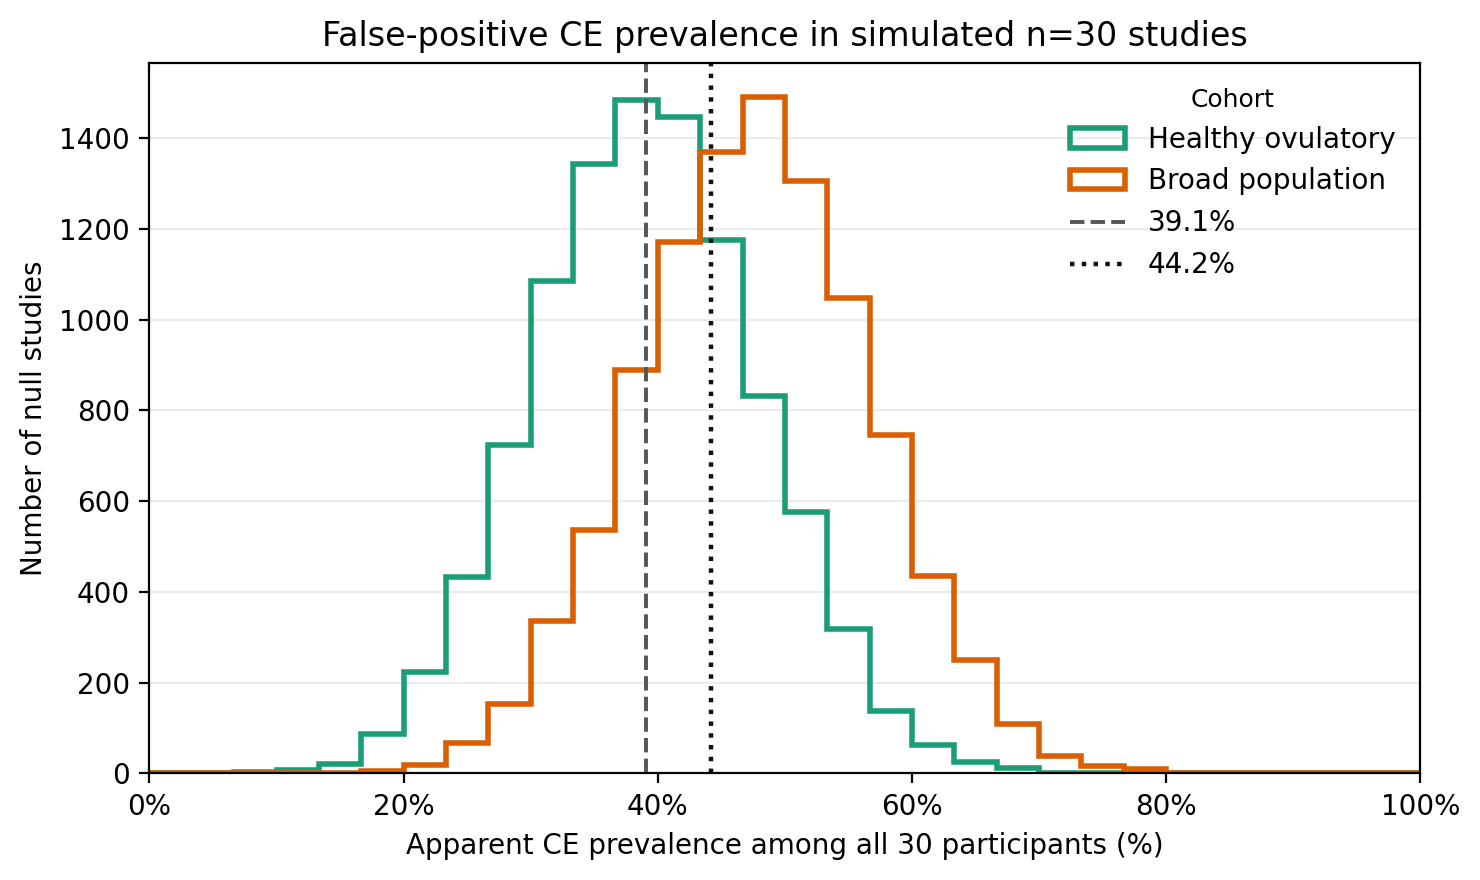 False-positive CE prevalence in simulated n=30 studies
Number of null studies
1400
1200
1000
800
600
400
200
0
Cohort
Healthy ovulatory
Broad population
39.1%
44.2%
0%
20%
40%
60%
80%
100%
Apparent CE prevalence among all 30 participants (%)